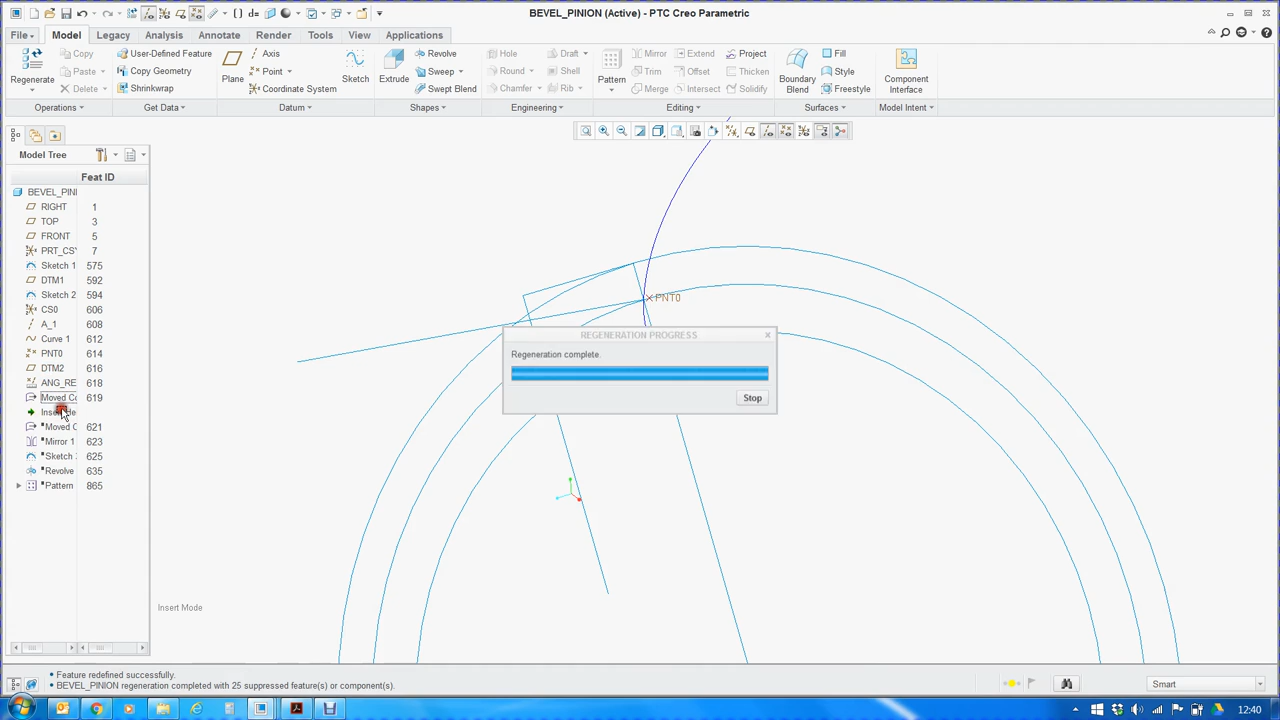 BEVEL_PINION (Active) - PTC Creo Parametric
File Model Legacy Analysis Annotate Render Tools View Applications
Regenerate
Copy
Paste
Delete
Operations
User-Defined Feature
Copy Geometry
Shrinkwrap
Get Data
Plane
Axis
Point
Coordinate System
Sketch
Datum
Extrude
Revolve
Sweep
Swept Blend
Shapes
Hole
Round
Chamfer
Draft
Shell
Rib
Engineering
Pattern
Mirror
Trim
Merge
Extend
Offset
Intersect
Project
Thicken
Solidify
Editing
Boundary
Blend
Fill
Style
Freestyle
Surfaces
Component
Interface
Model Intent
Model Tree
Feat ID
BEVEL_PINI
RIGHT 1
TOP 3
FRONT 5
PRT_CSY 7
Sketch 1 575
DTM1 592
Sketch 2 594
CS0 606
A_1 608
Curve 1 612
PNT0 614
DTM2 616
ANG_RE 618
Moved Co 619
Moved C 621
Mirror 1 623
Sketch 625
Revolve 635
Pattern 865
PNT0
REGENERATION PROGRESS
Regeneration complete.
Stop
Insert Mode
• Feature redefined successfully.
• BEVEL_PINION regeneration completed with 25 suppressed feature(s) or component(s).
Smart
12:40